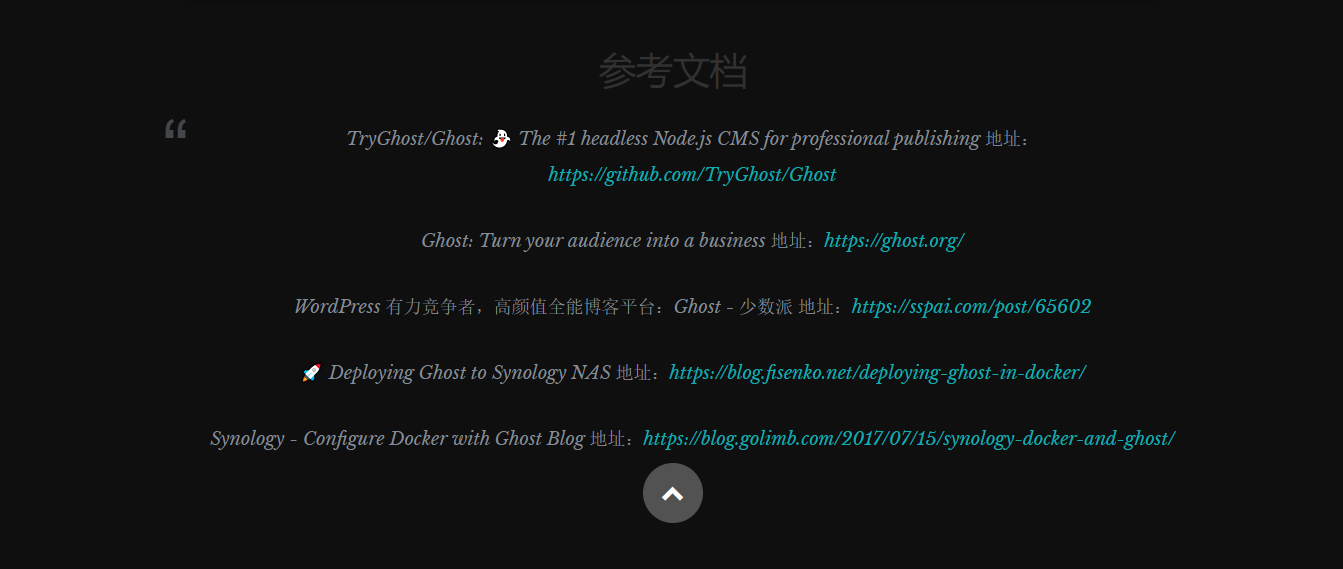 参考文档
“
TryGhost/Ghost: 👻 The #1 headless Node.js CMS for professional publishing 地址：
https://github.com/TryGhost/Ghost
Ghost: Turn your audience into a business 地址：https://ghost.org/
WordPress 有力竞争者，高颜值全能博客平台：Ghost - 少数派 地址：https://sspai.com/post/65602
🚀 Deploying Ghost to Synology NAS 地址：https://blog.fisenko.net/deploying-ghost-in-docker/
Synology - Configure Docker with Ghost Blog 地址：https://blog.golimb.com/2017/07/15/synology-docker-and-ghost/